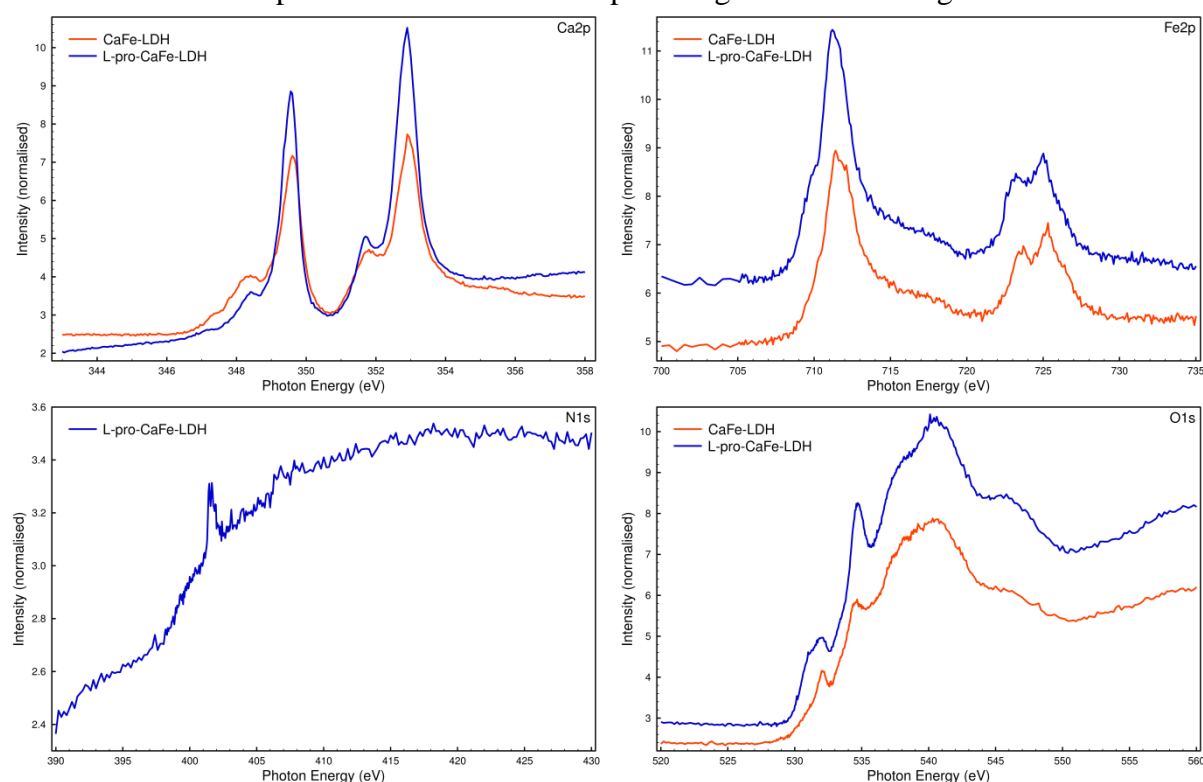 Ca2p
CaFe-LDH
L-pro-CaFe-LDH
Intensity (normalised)
10
9
8
7
6
5
4
3
2
344 346 348 350 352 354 356 358
Photon Energy (eV)
Fe2p
CaFe-LDH
L-pro-CaFe-LDH
Intensity (normalised)
11
10
9
8
7
6
5
700 705 710 715 720 725 730 735
Photon Energy (eV)
N1s
L-pro-CaFe-LDH
Intensity (normalised)
3.6
3.4
3.2
3.0
2.8
2.6
2.4
390 395 400 405 410 415 420 425 430
Photon Energy (eV)
O1s
CaFe-LDH
L-pro-CaFe-LDH
Intensity (normalised)
10
9
8
7
6
5
4
3
520 525 530 535 540 545 550 555 560
Photon Energy (eV)